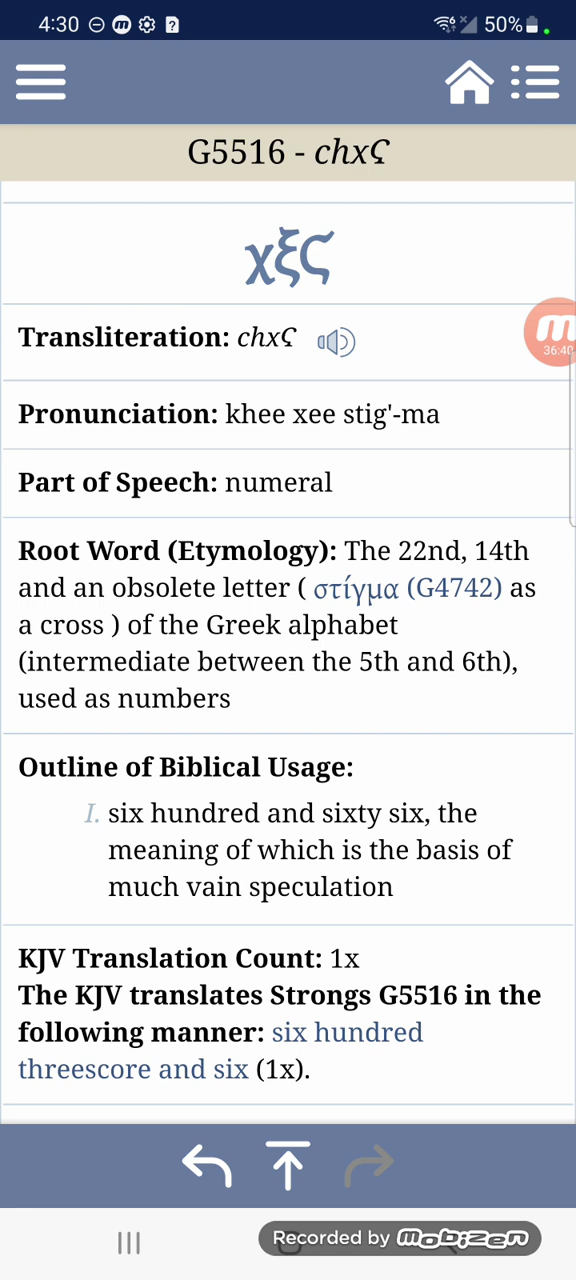 4:30 50%
G5516 - chxϚ
χξϚ
Transliteration: chxϚ
36:40
Pronunciation: khee xee stig'-ma
Part of Speech: numeral
Root Word (Etymology): The 22nd, 14th
and an obsolete letter ( στίγμα (G4742) as
a cross ) of the Greek alphabet
(intermediate between the 5th and 6th),
used as numbers
Outline of Biblical Usage:
I. six hundred and sixty six, the
meaning of which is the basis of
much vain speculation
KJV Translation Count: 1x
The KJV translates Strongs G5516 in the
following manner: six hundred
threescore and six (1x).
Recorded by mobizen